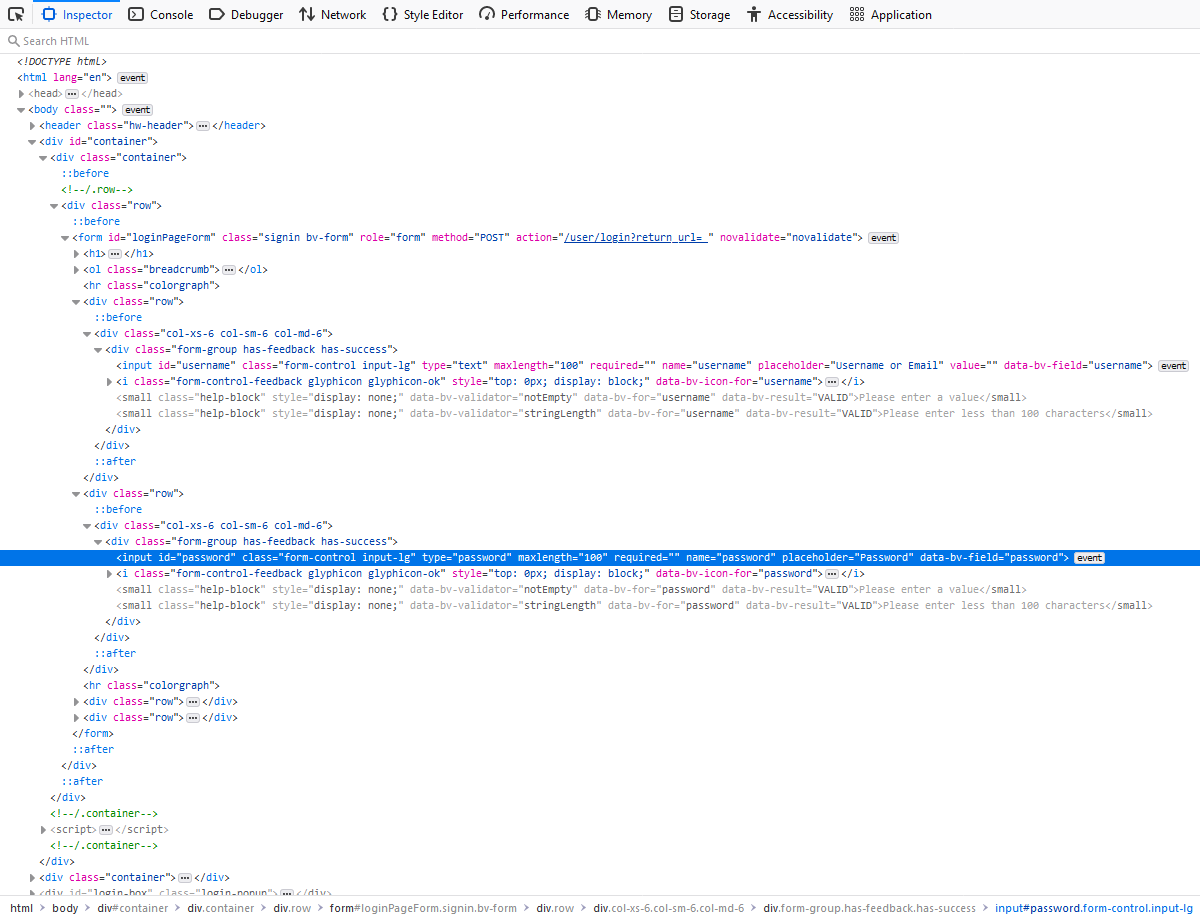 Inspector Console Debugger Network Style Editor Performance Memory Storage Accessibility Application
Search HTML
<!DOCTYPE html>
<html lang="en"> event
<head> ••• </head>
<body class=""> event
<header class="hw-header"> ••• </header>
<div id="container">
<div class="container">
::before
<!--/.row-->
<div class="row">
::before
<form id="loginPageForm" class="signin bv-form" role="form" method="POST" action="/user/login?return_url=_" novalidate="novalidate"> event
<h1> ••• </h1>
<ol class="breadcrumb"> ••• </ol>
<hr class="colorgraph">
<div class="row">
::before
<div class="col-xs-6 col-sm-6 col-md-6">
<div class="form-group has-feedback has-success">
<input id="username" class="form-control input-lg" type="text" maxlength="100" required="" name="username" placeholder="Username or Email" value="" data-bv-field="username"> event
<i class="form-control-feedback glyphicon glyphicon-ok" style="top: 0px; display: block;" data-bv-icon-for="username"> ••• </i>
<small class="help-block" style="display: none;" data-bv-validator="notEmpty" data-bv-for="username" data-bv-result="VALID">Please enter a value</small>
<small class="help-block" style="display: none;" data-bv-validator="stringLength" data-bv-for="username" data-bv-result="VALID">Please enter less than 100 characters</small>
</div>
</div>
::after
</div>
<div class="row">
::before
<div class="col-xs-6 col-sm-6 col-md-6">
<div class="form-group has-feedback has-success">
<input id="password" class="form-control input-lg" type="password" maxlength="100" required="" name="password" placeholder="Password" data-bv-field="password"> event
<i class="form-control-feedback glyphicon glyphicon-ok" style="top: 0px; display: block;" data-bv-icon-for="password"> ••• </i>
<small class="help-block" style="display: none;" data-bv-validator="notEmpty" data-bv-for="password" data-bv-result="VALID">Please enter a value</small>
<small class="help-block" style="display: none;" data-bv-validator="stringLength" data-bv-for="password" data-bv-result="VALID">Please enter less than 100 characters</small>
</div>
</div>
::after
</div>
<hr class="colorgraph">
<div class="row"> ••• </div>
<div class="row"> ••• </div>
</form>
::after
</div>
::after
</div>
<!--/.container-->
<script> ••• </script>
<!--/.container-->
</div>
<div class="container"> ••• </div>
<div id="login-box" class="login-popup"> ••• </div>
html > body > div#container > div.container > div.row > form#loginPageForm.signin.bv-form > div.row > div.col-xs-6.col-sm-6.col-md-6 > div.form-group.has-feedback.has-success > input#password.form-control.input-lg